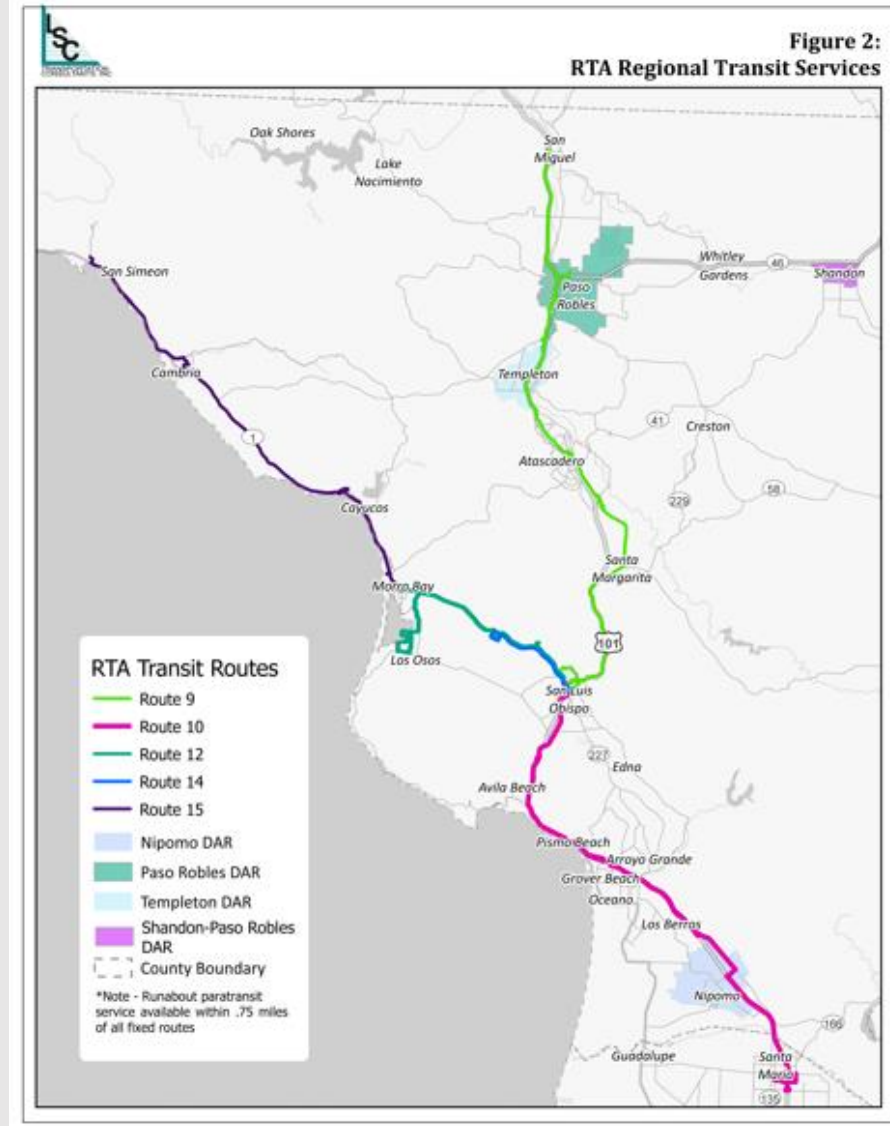 LSC
TRANSPORTATION
CONSULTANTS, INC.
Figure 2:
RTA Regional Transit Services
Oak Shores
San
Miguel
Lake
Nacimiento
San Simeon
Whitley
Gardens
46
Shandon
Paso
Robles
Cambria
Templeton
1
41
Creston
Atascadero
58
229
Cayucos
Santa
Margarita
Morro Bay
101
Los Osos
San Luis
Obispo
227
Edna
Avila Beach
Pismo Beach
Arroyo Grande
Grover Beach
Oceano
Los Berros
Nipomo
166
Guadalupe
Santa
Maria
135
RTA Transit Routes
Route 9
Route 10
Route 12
Route 14
Route 15
Nipomo DAR
Paso Robles DAR
Templeton DAR
Shandon-Paso Robles
DAR
County Boundary
*Note - Runabout paratransit
service available within .75 miles
of all fixed routes